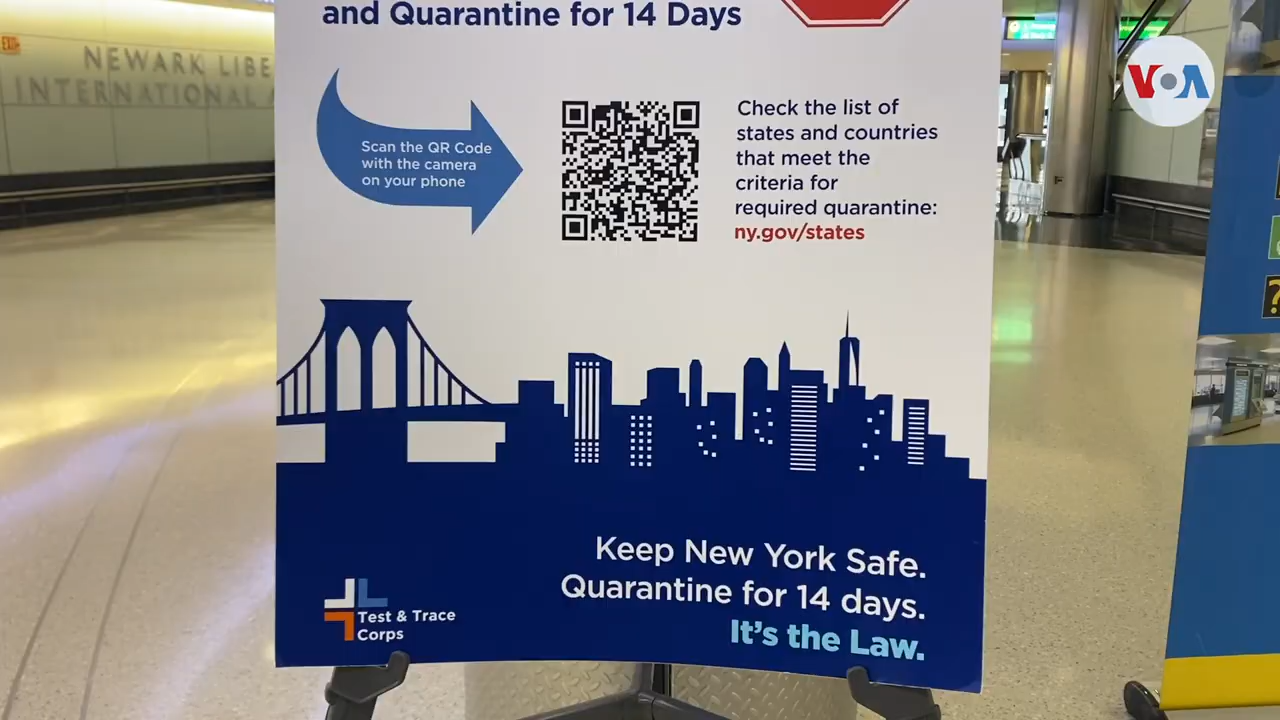 and Quarantine for 14 Days
EXIT
NEWARK LIBE
INTERNATIONAL A
VOA
Scan the QR Code
with the camera
on your phone
Check the list of
states and countries
that meet the
criteria for
required quarantine:
ny.gov/states
?
Keep New York Safe.
Quarantine for 14 days.
It's the Law.
Test & Trace
Corps